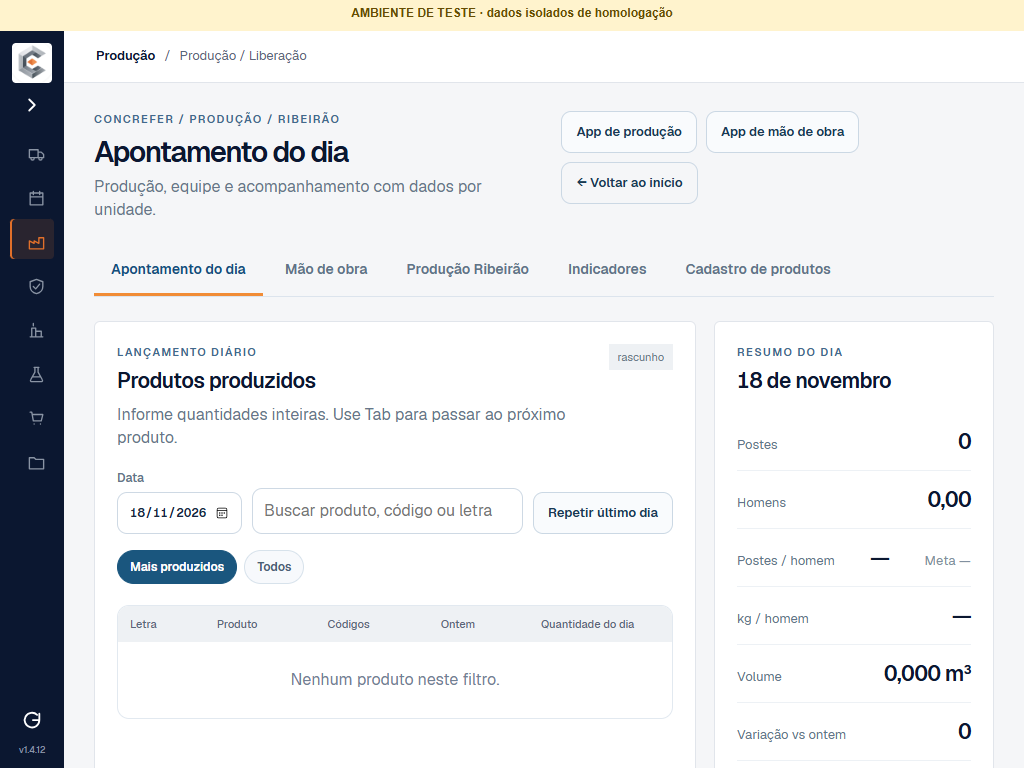 AMBIENTE DE TESTE · dados isolados de homologação
Produção / Produção / Liberação
CONCREFER / PRODUÇÃO / RIBEIRÃO
Apontamento do dia
Produção, equipe e acompanhamento com dados por
unidade.
App de produção
App de mão de obra
← Voltar ao início
Apontamento do dia
Mão de obra
Produção Ribeirão
Indicadores
Cadastro de produtos
LANÇAMENTO DIÁRIO
rascunho
Produtos produzidos
Informe quantidades inteiras. Use Tab para passar ao próximo
produto.
Data
18/11/2026
Buscar produto, código ou letra
Repetir último dia
Mais produzidos
Todos
Letra Produto Códigos Ontem Quantidade do dia
Nenhum produto neste filtro.
RESUMO DO DIA
18 de novembro
Postes 0
Homens 0,00
Postes / homem — Meta —
kg / homem —
Volume 0,000 m³
Variação vs ontem 0
v1.4.12